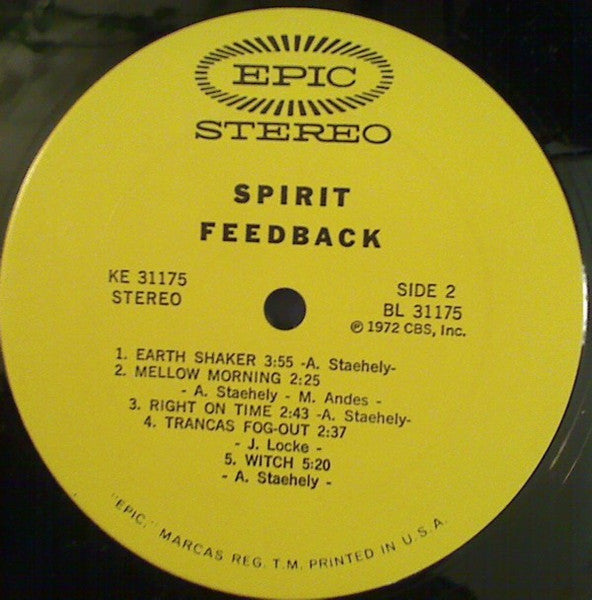 EPIC
STEREO
SPIRIT
FEEDBACK
KE 31175
STEREO
SIDE 2
BL 31175
℗ 1972 CBS, Inc.
1. EARTH SHAKER 3:55 -A. Staehely-
2. MELLOW MORNING 2:25
- A. Staehely - M. Andes -
3. RIGHT ON TIME 2:43 -A. Staehely-
4. TRANCAS FOG-OUT 2:37
- J. Locke -
5. WITCH 5:20
- A. Staehely -
"EPIC," MARCAS REG. T.M. PRINTED IN U.S.A.